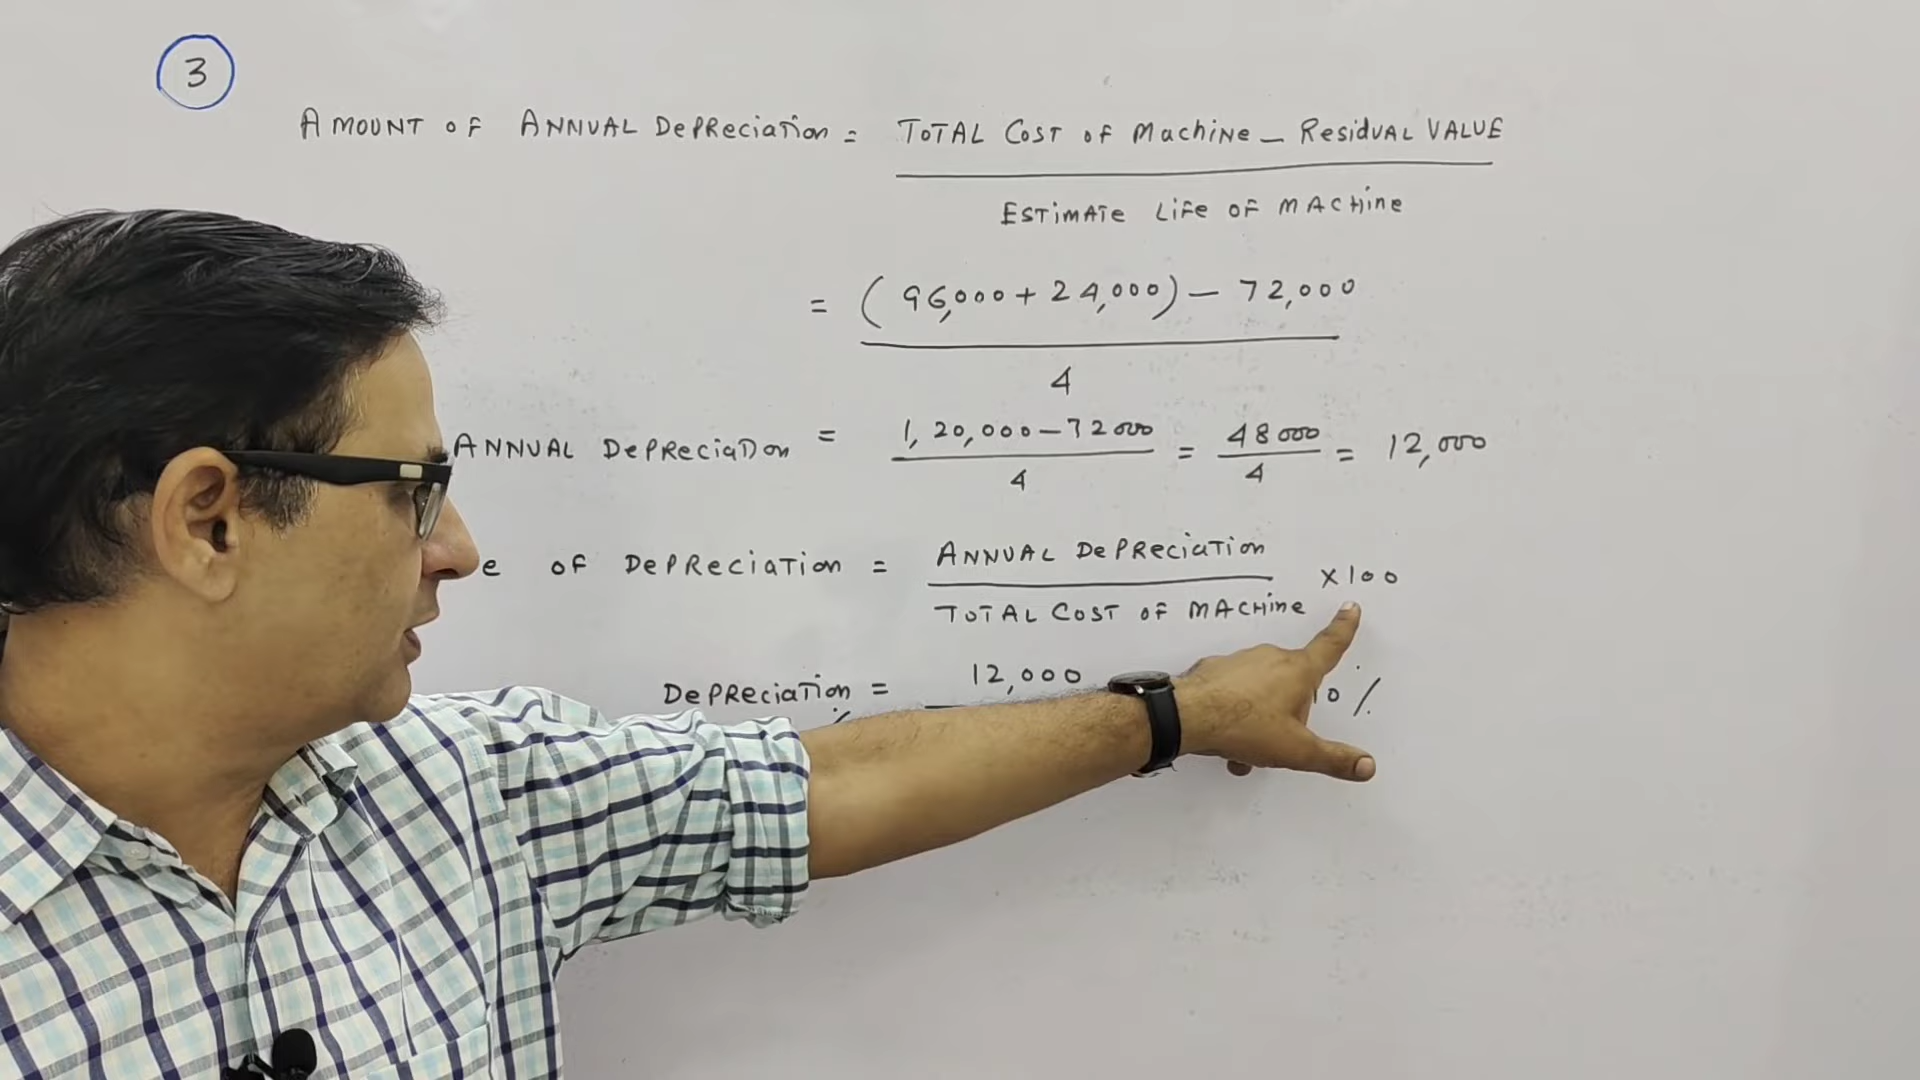 3
AMOUNT OF ANNUAL DEPRECIATION = TOTAL COST OF MACHINE - RESIDUAL VALUE
ESTIMATE LIFE OF MACHINE
= (96,000 + 24,000) - 72,000
4
ANNUAL DEPRECIATION = 1,20,000 - 72000 = 48000 = 12,000
4 4
OF DEPRECIATION = ANNUAL DEPRECIATION X100
TOTAL COST OF MACHINE
DEPRECIATION = 12,000 10%